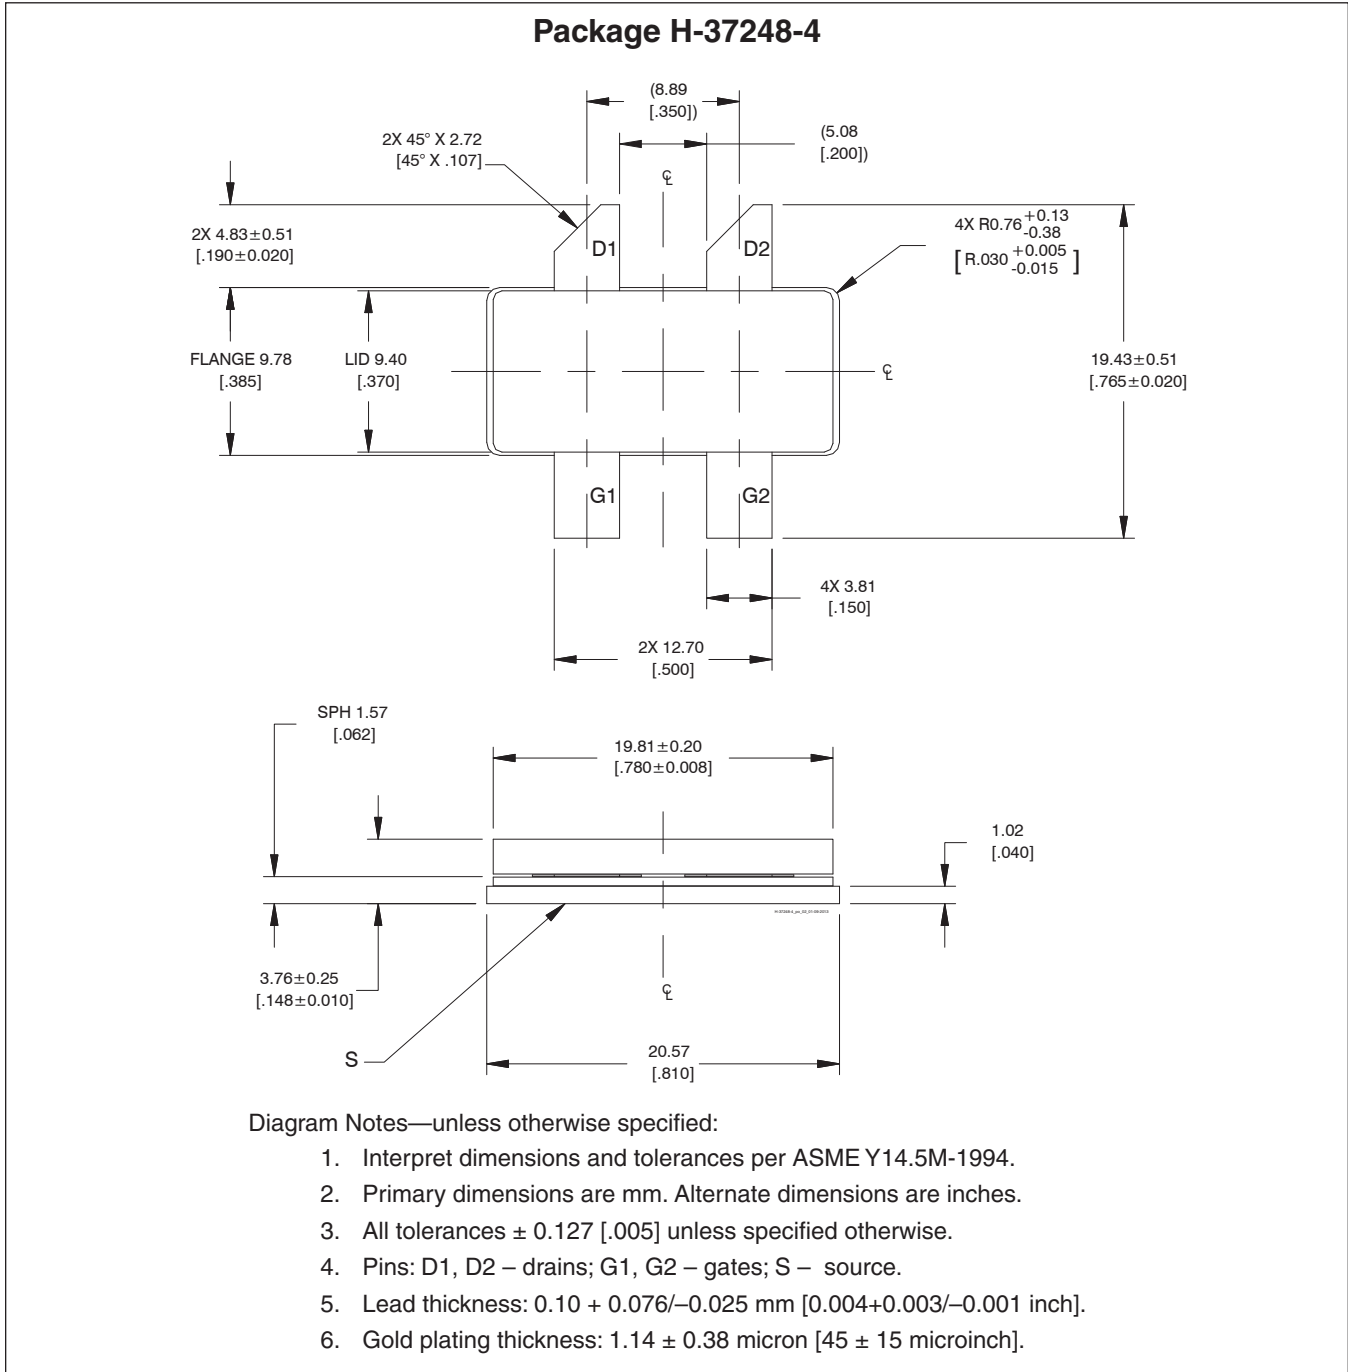 Package H-37248-4
(8.89
[.350])
2X 45° X 2.72
[45° X .107]
(5.08
[.200])
℄
2X 4.83±0.51
[.190±0.020]
D1
D2
4X R0.76 +0.13
-0.38
[ R.030 +0.005 ]
-0.015
FLANGE 9.78
[.385]
LID 9.40
[.370]
℄
19.43±0.51
[.765±0.020]
G1
G2
4X 3.81
[.150]
2X 12.70
[.500]
SPH 1.57
[.062]
19.81±0.20
[.780±0.008]
1.02
[.040]
3.76±0.25
[.148±0.010]
℄
S
20.57
[.810]
Diagram Notes—unless otherwise specified:
1. Interpret dimensions and tolerances per ASME Y14.5M-1994.
2. Primary dimensions are mm. Alternate dimensions are inches.
3. All tolerances ± 0.127 [.005] unless specified otherwise.
4. Pins: D1, D2 – drains; G1, G2 – gates; S – source.
5. Lead thickness: 0.10 + 0.076/–0.025 mm [0.004+0.003/–0.001 inch].
6. Gold plating thickness: 1.14 ± 0.38 micron [45 ± 15 microinch].